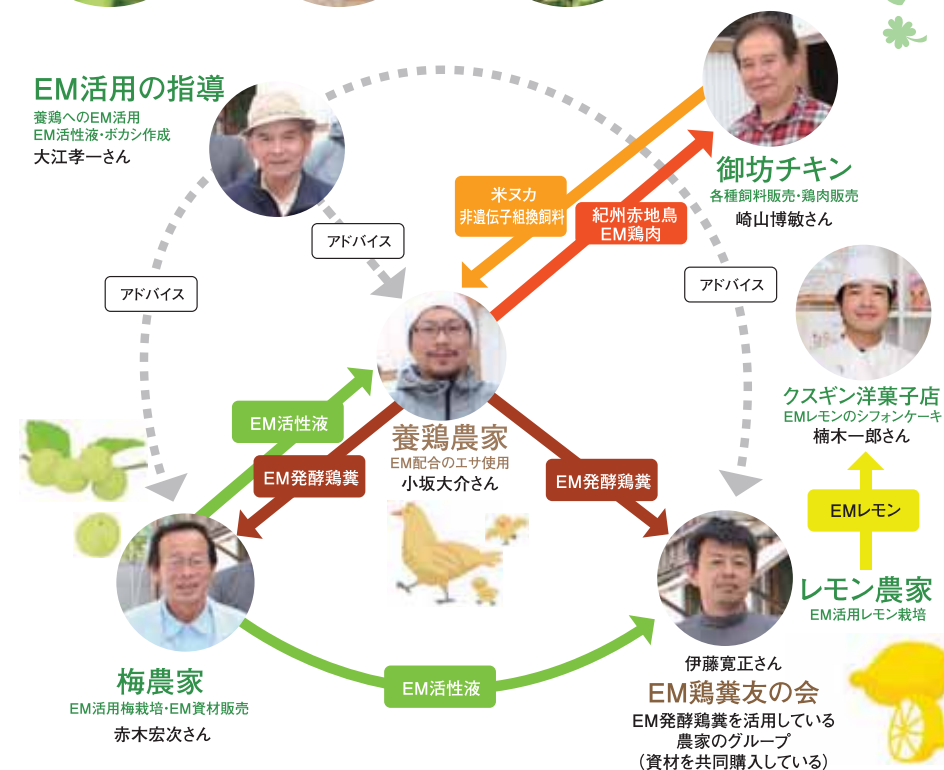 EM活用の指導
養鶏へのEM活用
EM活性液・ボカシ作成
大江孝一さん
御坊チキン
各種飼料販売・鶏肉販売
崎山博敏さん
米ヌカ
非遺伝子組換飼料
紀州赤地鳥
EM鶏肉
アドバイス
アドバイス
アドバイス
クスギン洋菓子店
EMレモンのシフォンケーキ
楠木一郎さん
EM活性液
養鶏農家
EM配合のエサ使用
小坂大介さん
EM発酵鶏糞
EM発酵鶏糞
EMレモン
レモン農家
EM活用レモン栽培
梅農家
EM活用梅栽培・EM資材販売
赤木宏次さん
EM活性液
伊藤寛正さん
EM鶏糞友の会
EM発酵鶏糞を活用している
農家のグループ
（資材を共同購入している）